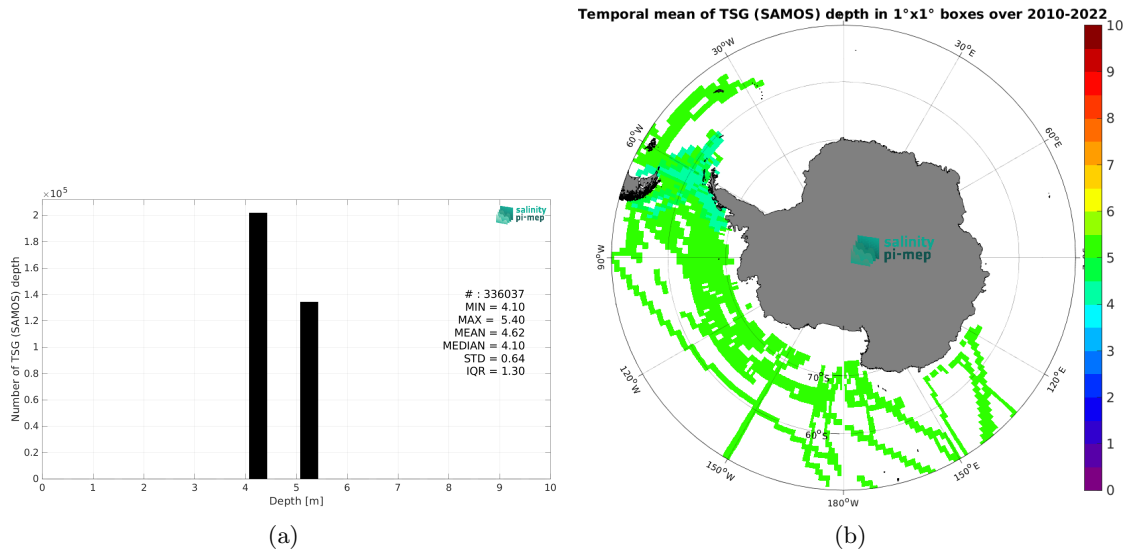 ×10⁵
2
1.8
1.6
1.4
1.2
1
0.8
0.6
0.4
0.2
0
Number of TSG (SAMOS) depth
salinity
pi-mep
# : 336037
MIN = 4.10
MAX = 5.40
MEAN = 4.62
MEDIAN = 4.10
STD = 0.64
IQR = 1.30
0 1 2 3 4 5 6 7 8 9 10
Depth [m]
(a)
Temporal mean of TSG (SAMOS) depth in 1°x1° boxes over 2010-2022
30°W
30°E
60°W
60°E
90°W
salinity
pi-mep
120°W
120°E
70°S
60°S
150°W
150°E
180°W
10
9
8
7
6
5
4
3
2
1
0
(b)